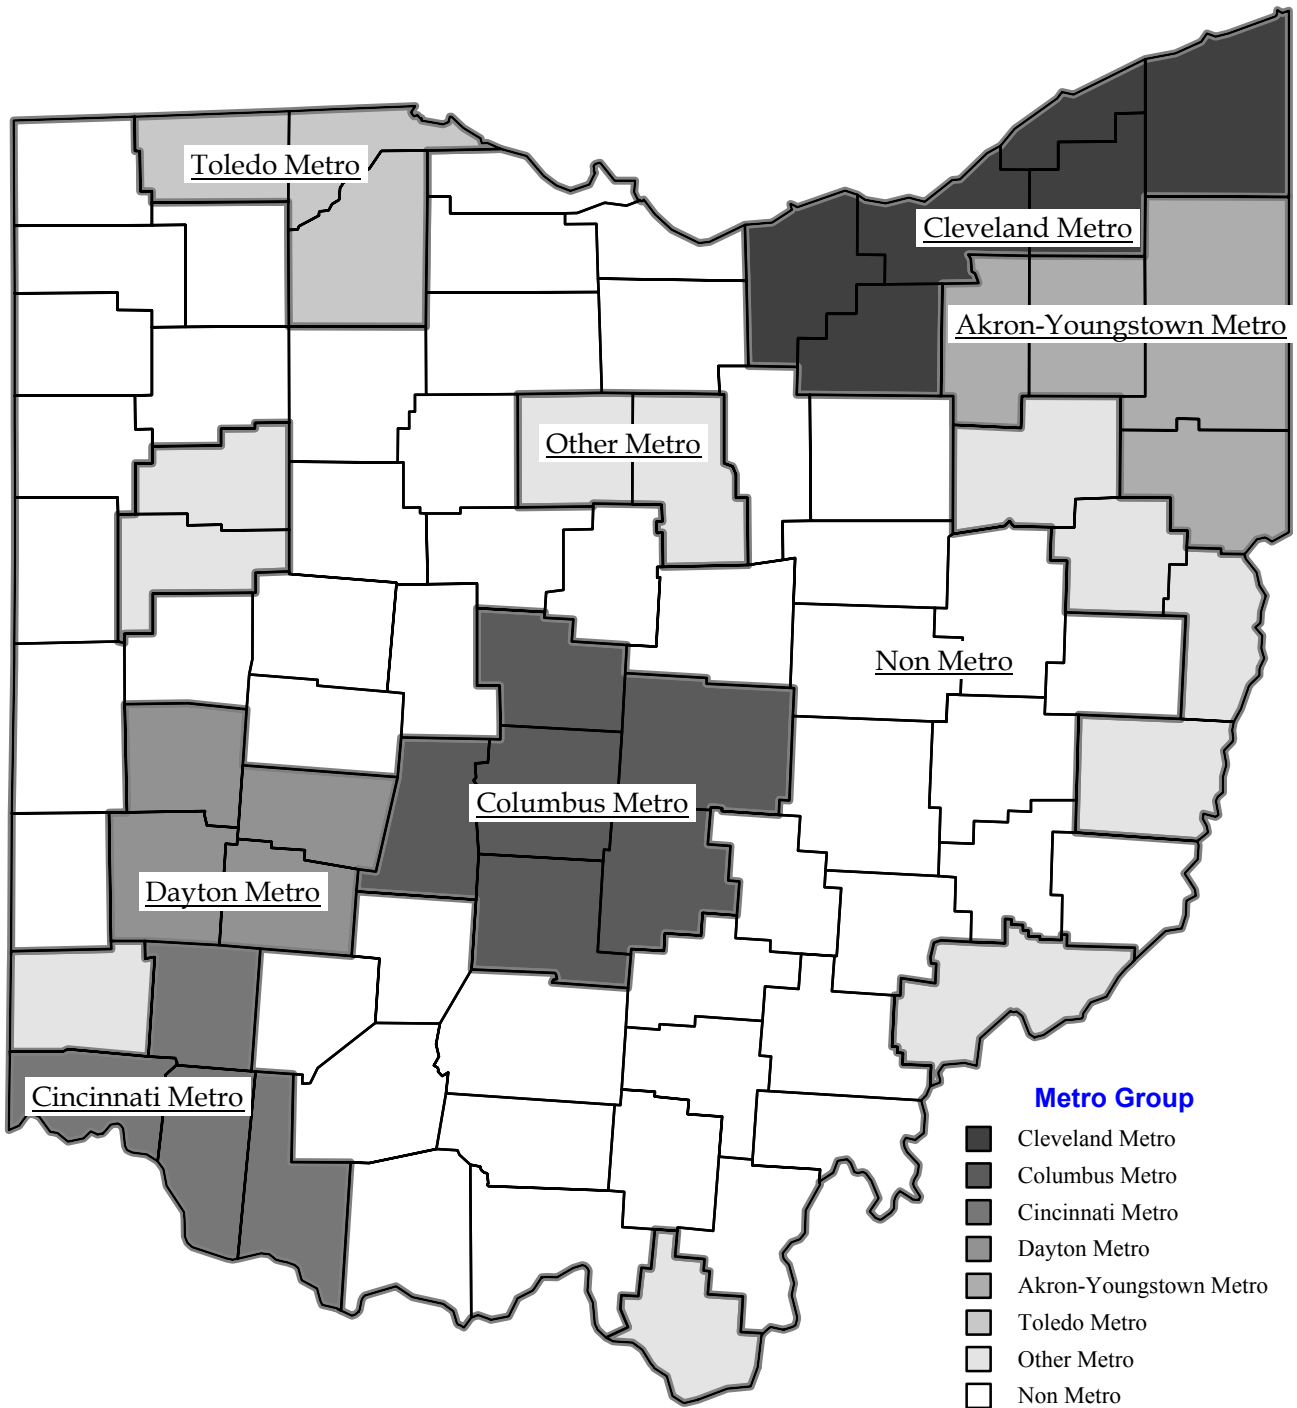 Toledo Metro
Cleveland Metro
Akron-Youngstown Metro
Other Metro
Non Metro
Columbus Metro
Dayton Metro
Cincinnati Metro
Metro Group
Cleveland Metro
Columbus Metro
Cincinnati Metro
Dayton Metro
Akron-Youngstown Metro
Toledo Metro
Other Metro
Non Metro